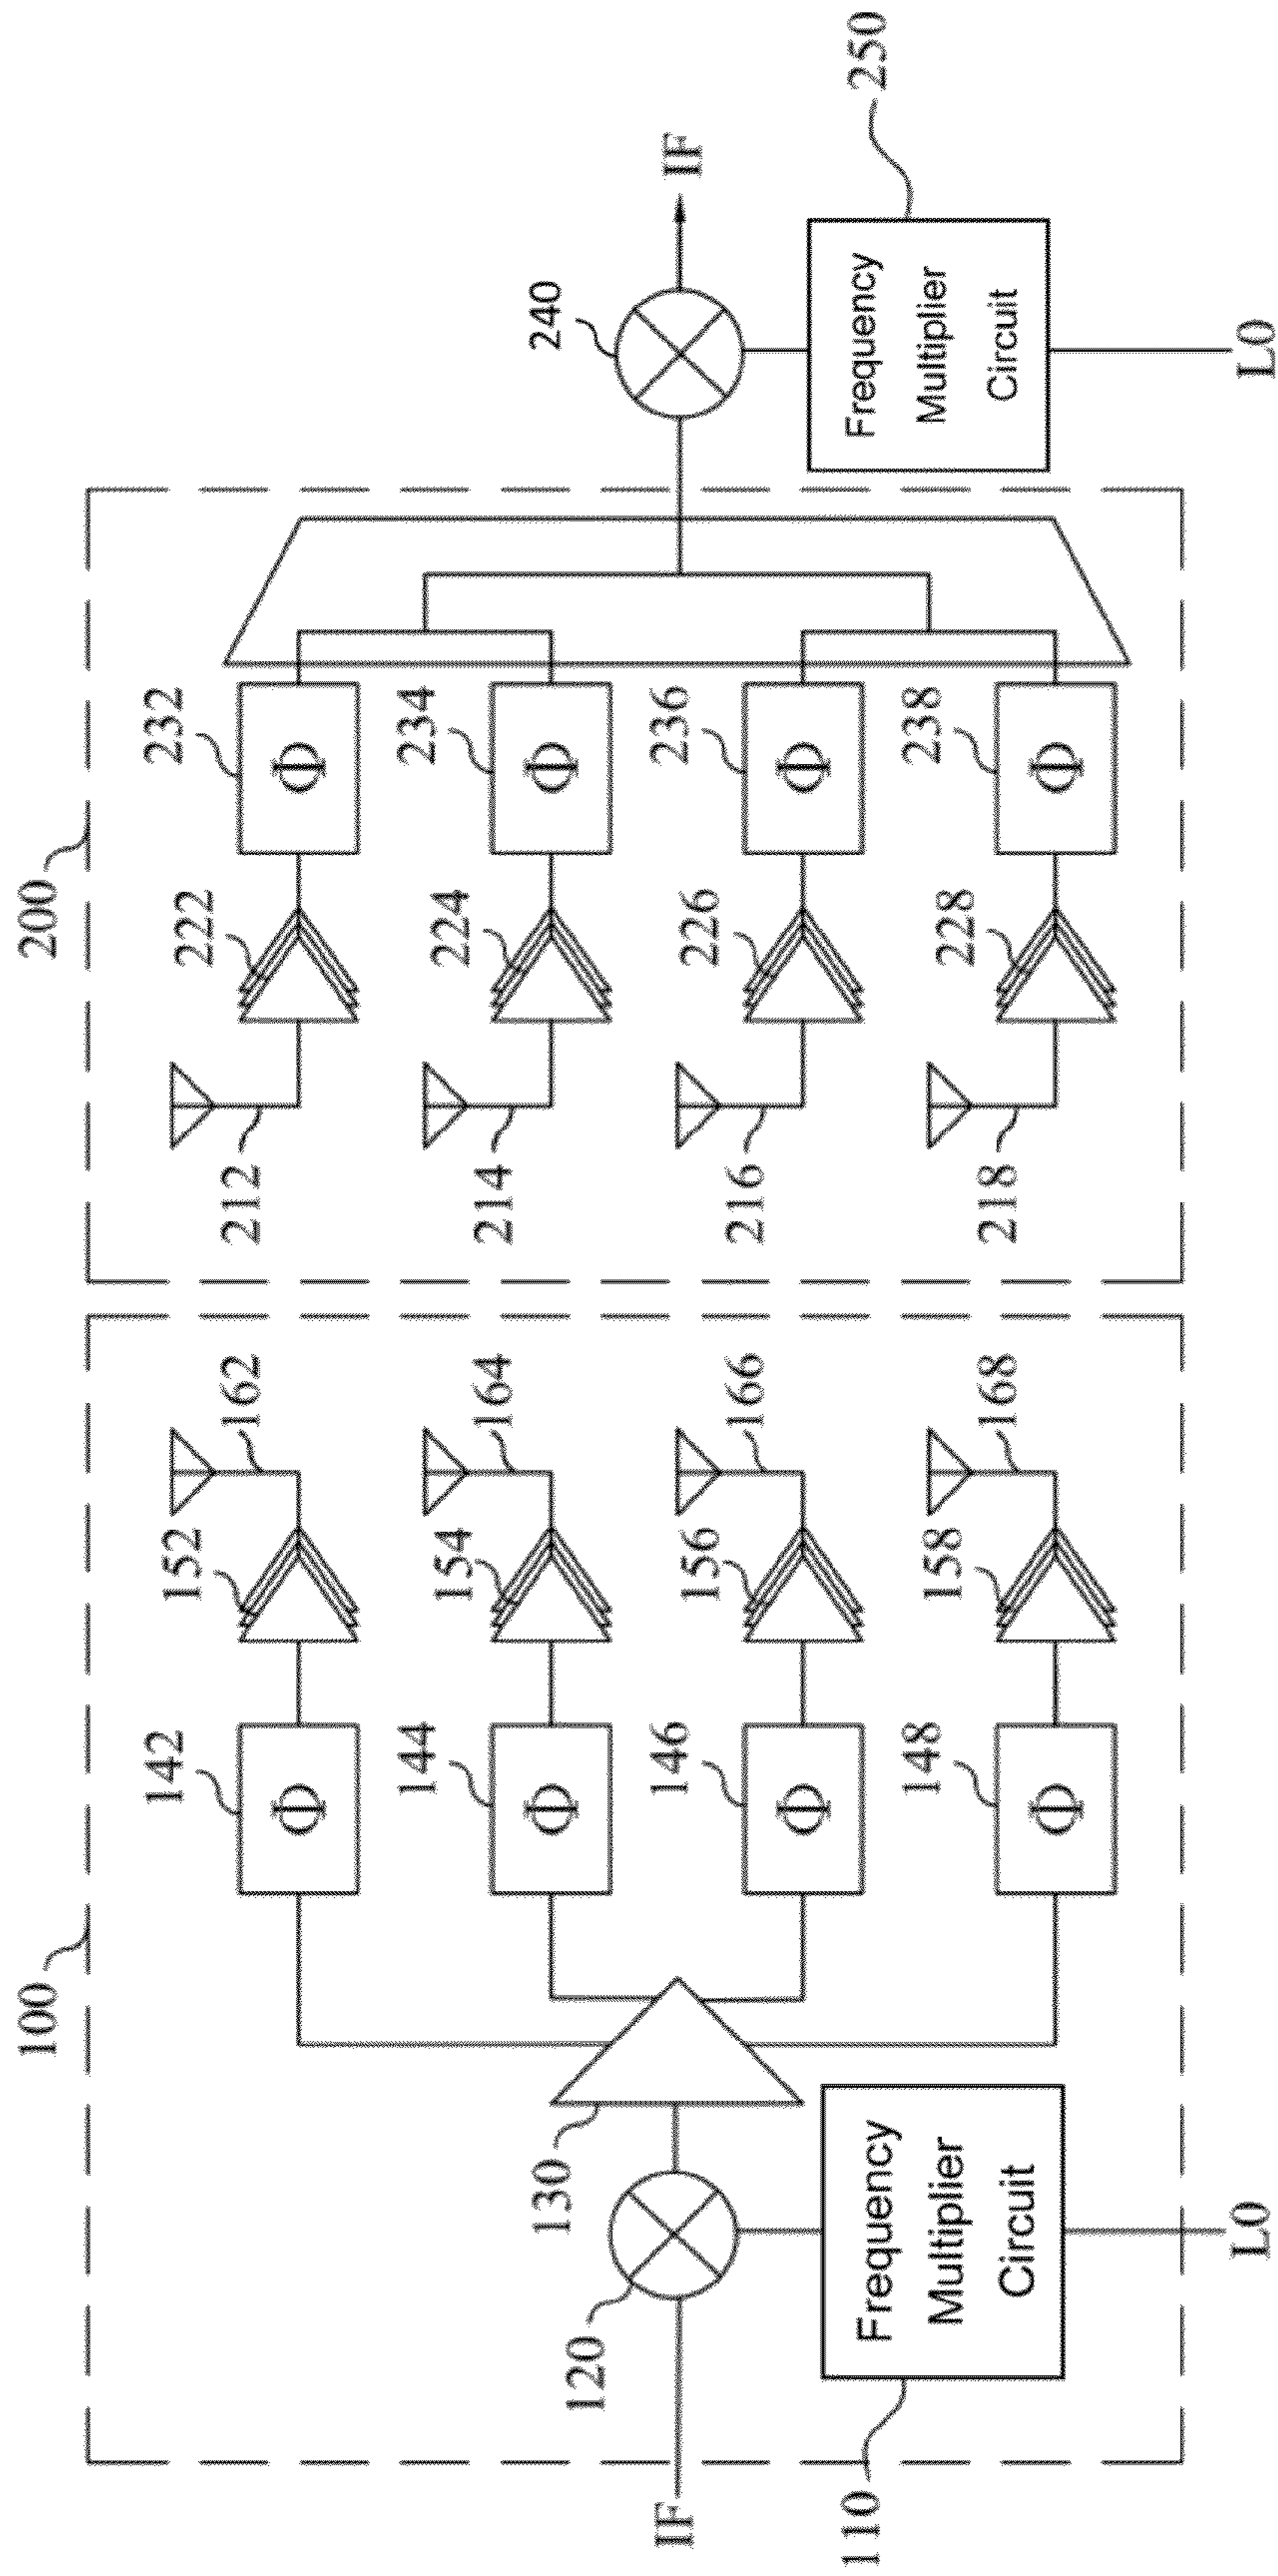 100
200
142
152
162
212
222
232
Φ
Φ
144
154
164
214
224
234
Φ
Φ
120
130
240
IF
IF
146
156
166
216
226
236
Φ
Φ
110
Frequency
Multiplier
Circuit
148
158
168
218
228
238
Φ
Φ
250
Frequency
Multiplier
Circuit
L0
L0